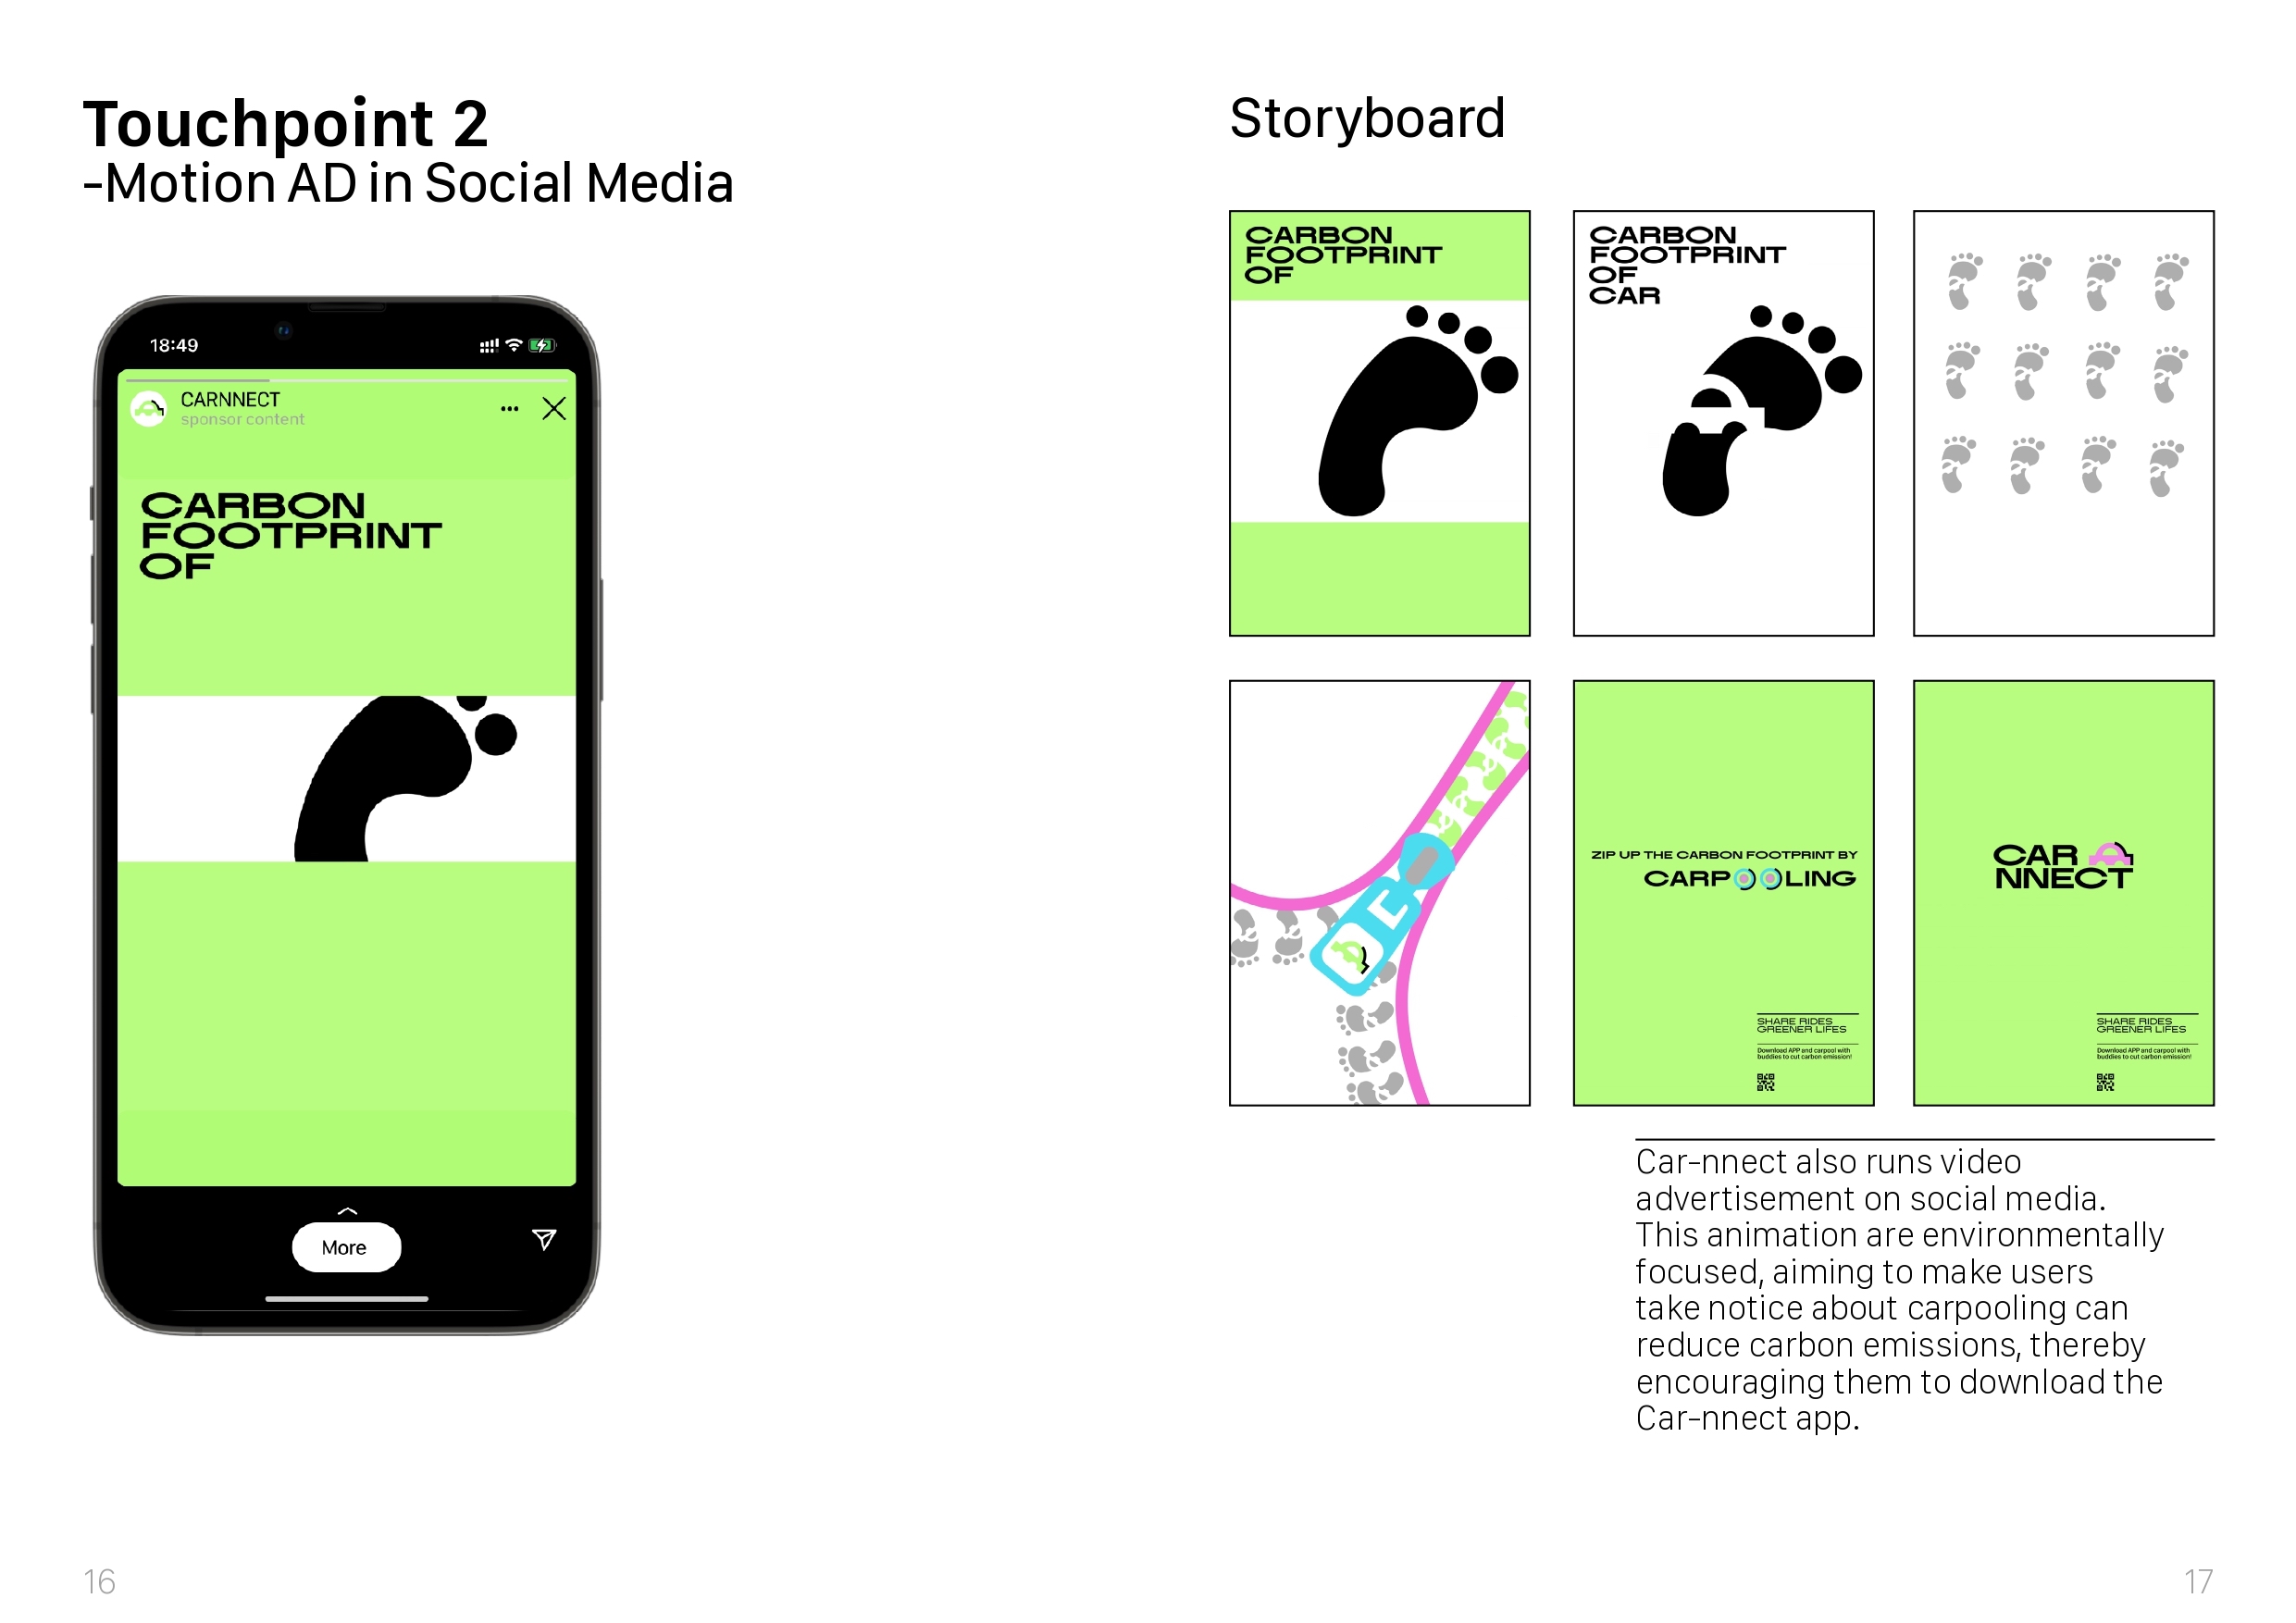 Touchpoint 2
-Motion AD in Social Media
18:49
CARNNECT
sponsor content
CARBON
FOOTPRINT
OF
More
16
Storyboard
CARBON
FOOTPRINT
OF
CARBON
FOOTPRINT
OF
CAR
ZIP UP THE CARBON FOOTPRINT BY
CARPOOLING
SHARE RIDES
GREENER LIFES
Download APP and carpool with
buddies to cut carbon emission!
CAR
NNECT
SHARE RIDES
GREENER LIFES
Download APP and carpool with
buddies to cut carbon emission!
Car-nnect also runs video
advertisement on social media.
This animation are environmentally
focused, aiming to make users
take notice about carpooling can
reduce carbon emissions, thereby
encouraging them to download the
Car-nnect app.
17